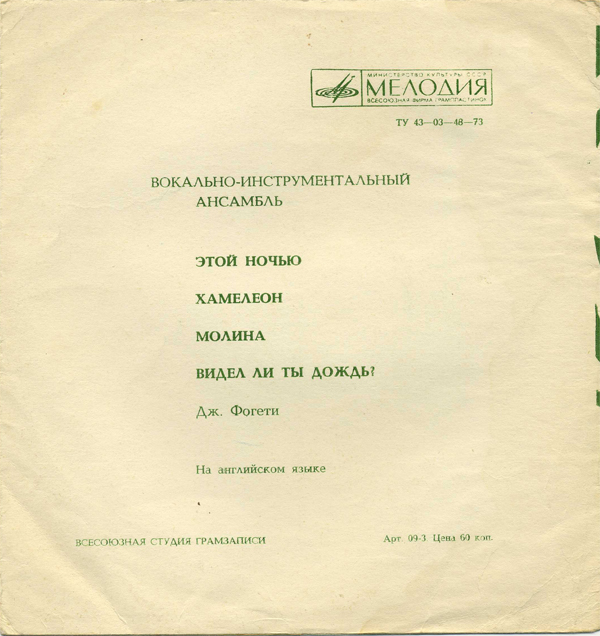 МИНИСТЕРСТВО КУЛЬТУРЫ СССР
МЕЛОДИЯ
ВСЕСОЮЗНАЯ ФИРМА ГРАМПЛАСТИНОК
ТУ 43—03—48—73
ВОКАЛЬНО-ИНСТРУМЕНТАЛЬНЫЙ
АНСАМБЛЬ
ЭТОЙ НОЧЬЮ
ХАМЕЛЕОН
МОЛИНА
ВИДЕЛ ЛИ ТЫ ДОЖДЬ?
Дж. Фогети
На английском языке
ВСЕСОЮЗНАЯ СТУДИЯ ГРАМЗАПИСИ
Арт. 09-3. Цена 60 коп.